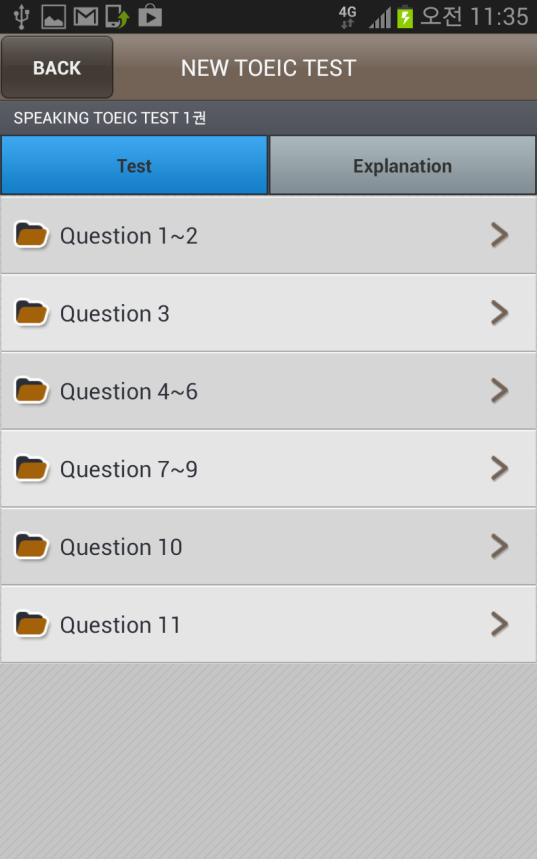 4G 오전 11:35
BACK NEW TOEIC TEST
SPEAKING TOEIC TEST 1권
Test Explanation
Question 1~2
Question 3
Question 4~6
Question 7~9
Question 10
Question 11